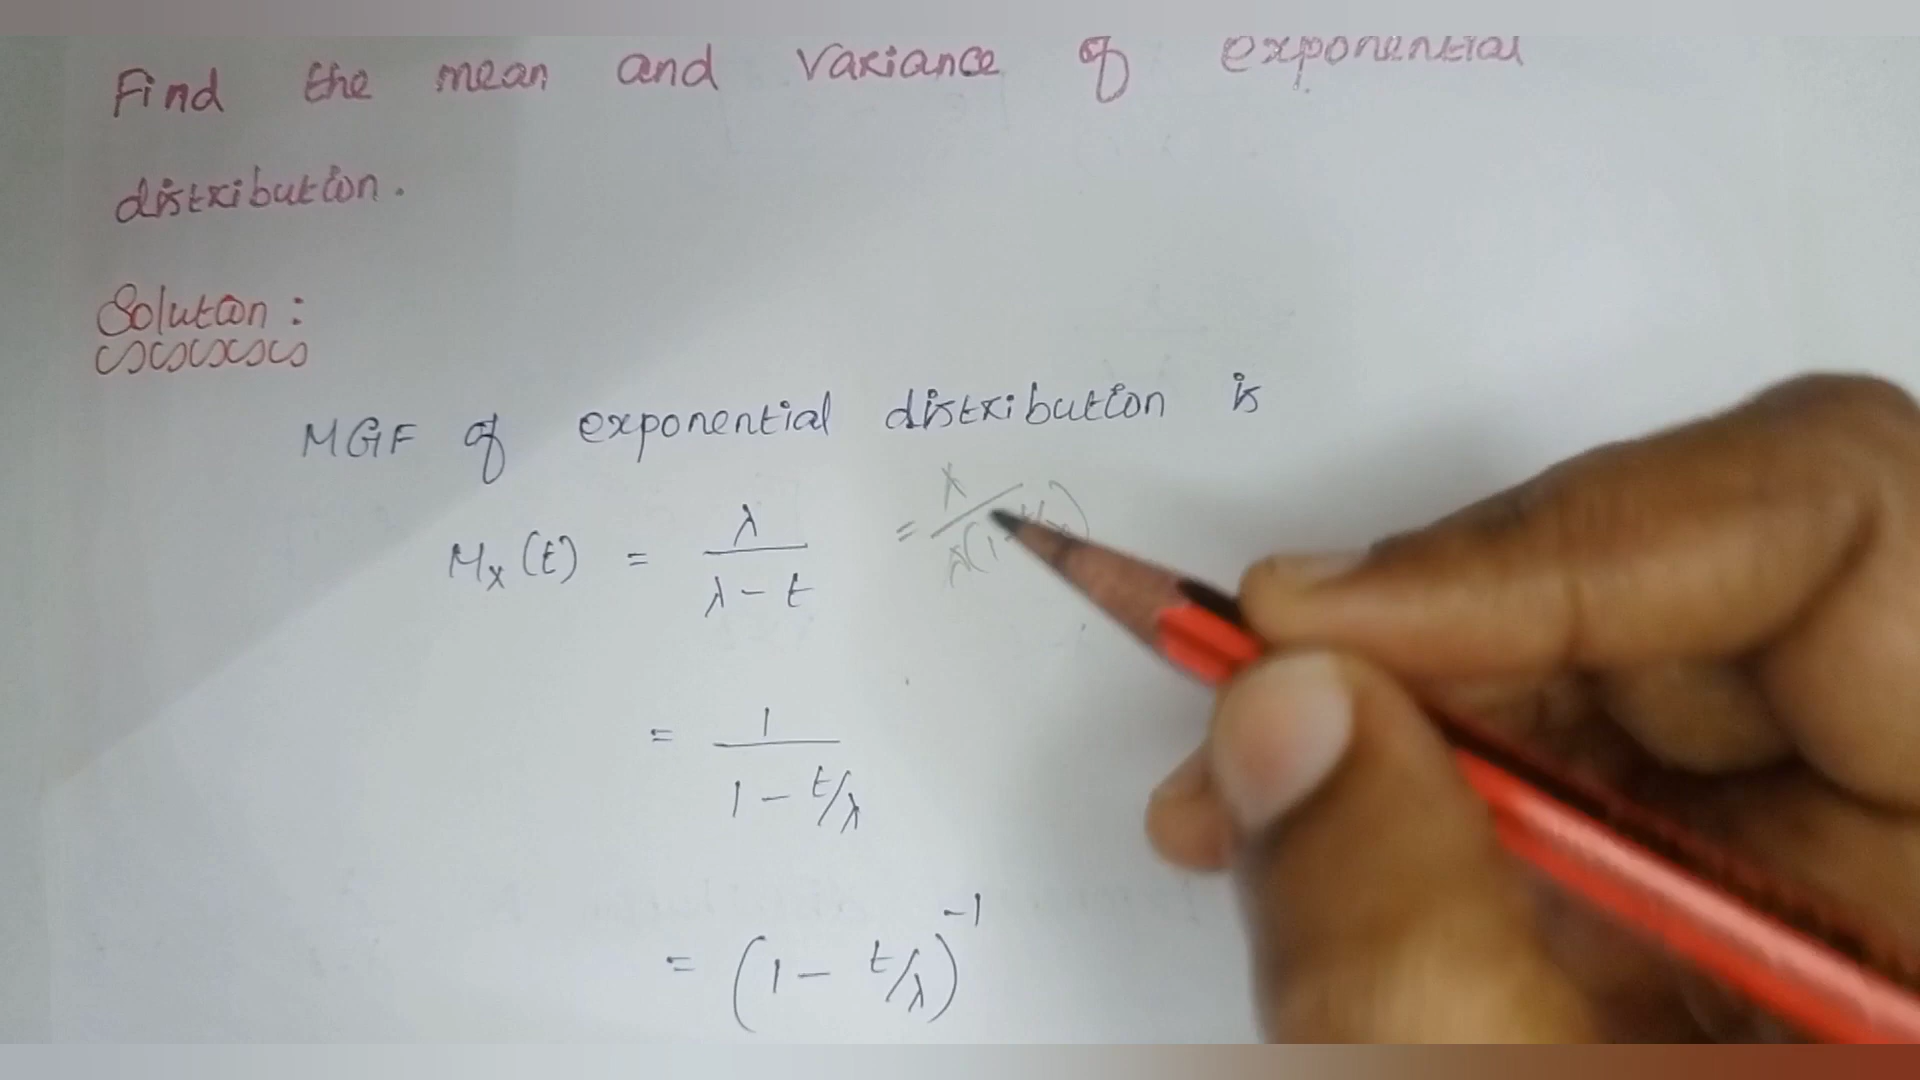 Find the mean and variance of exponential
distribution.
Solution:
MGF of exponential distribution is
Mx(t) = λ / (λ - t) = λ / λ(1 - t/λ)
= 1 / (1 - t/λ)
= (1 - t/λ)^-1